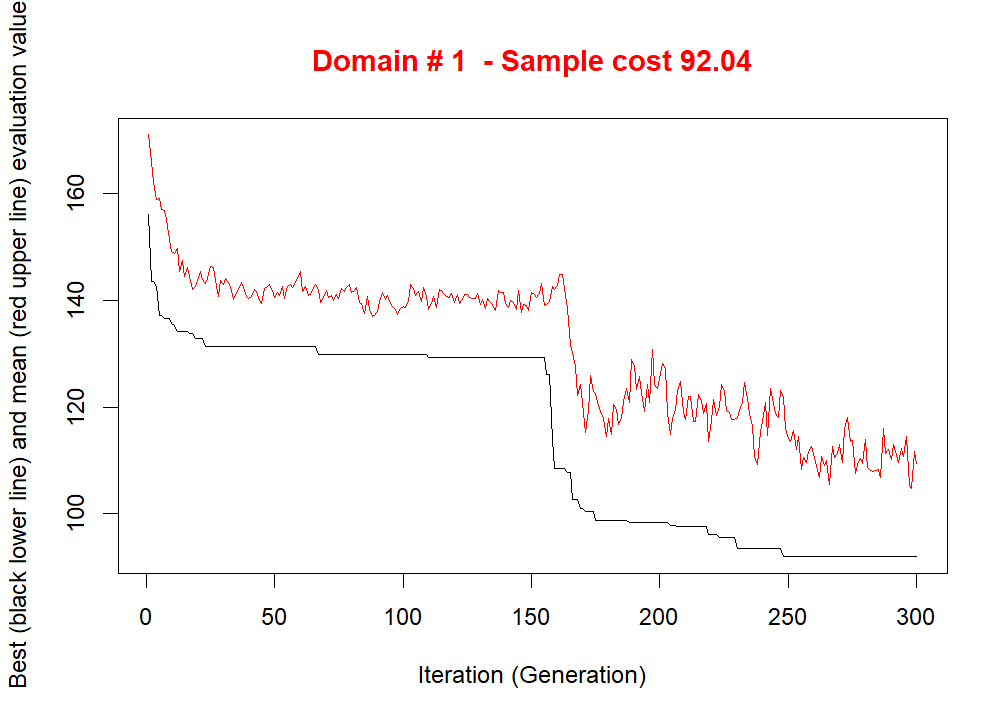 Domain # 1  - Sample cost 92.04
Best (black lower line) and mean (red upper line) evaluation value
160
140
120
100
0 50 100 150 200 250 300
Iteration (Generation)